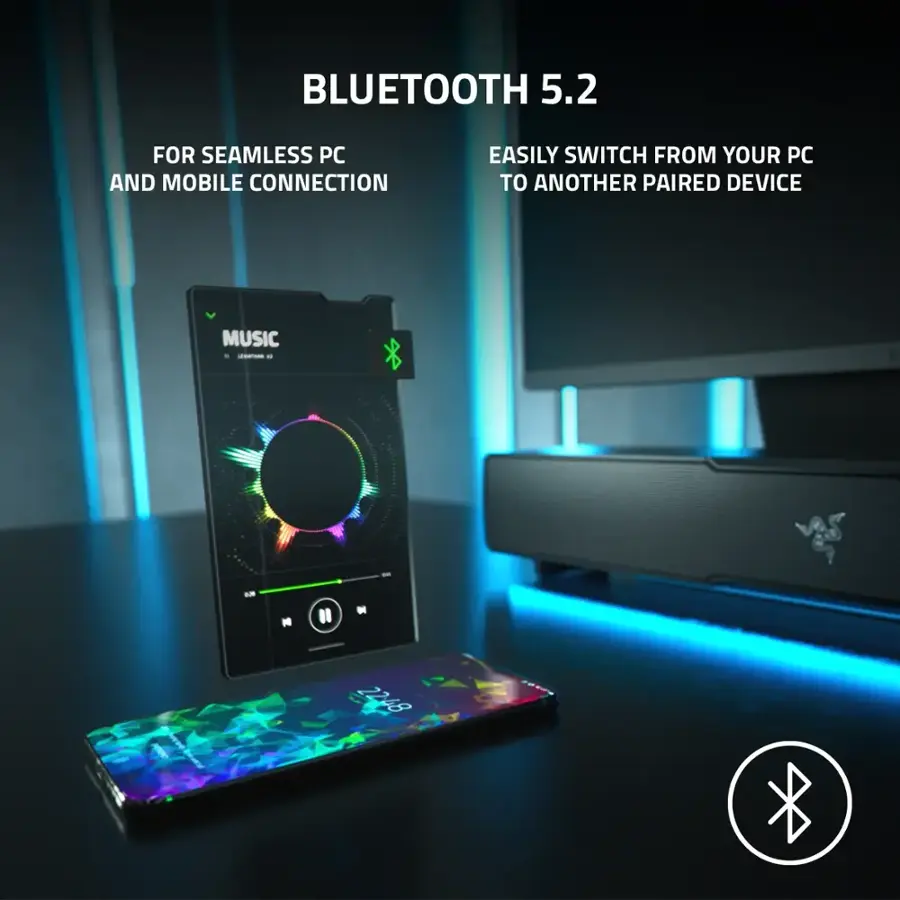 BLUETOOTH 5.2
FOR SEAMLESS PC
AND MOBILE CONNECTION
EASILY SWITCH FROM YOUR PC
TO ANOTHER PAIRED DEVICE
MUSIC
22:48